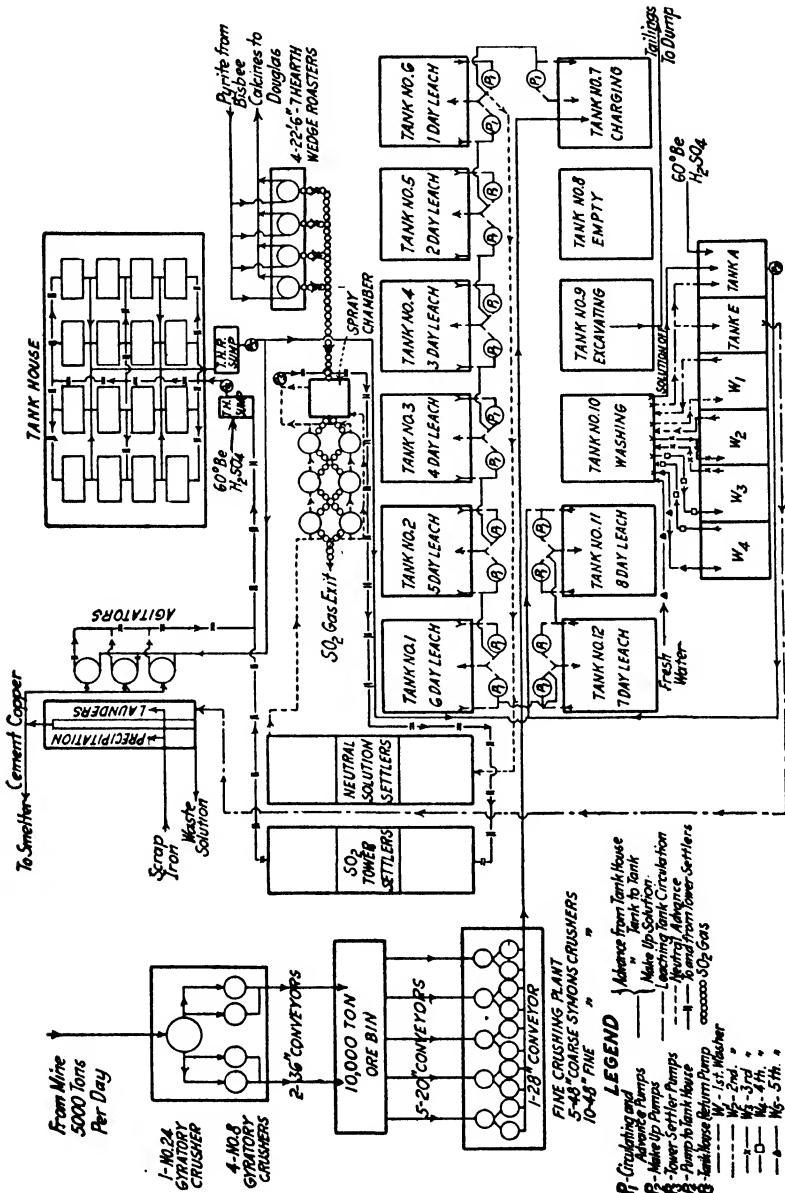 From Mine
5000 Tons
Per Day
1-No.24
GYRATORY
CRUSHER
4-No.8
GYRATORY
CRUSHERS
2-36" CONVEYORS
10,000 TON
ORE BIN
5-20" CONVEYORS
1-28" CONVEYOR
FINE CRUSHING PLANT
5-48" COARSE SYMONS CRUSHERS
10-48" FINE " "
To Smelter
Cement Copper
PRECIPITATION
LAUNDERS
Scrap
Iron
Waste
Solution
AGITATORS
SO2
TOWER
SETTLERS
NEUTRAL
SOLUTION
SETTLERS
TANK HOUSE
T.H.
SUMP
T.H.R.
SUMP
60°Be
H2SO4
SO2 Gas Exit
SPRAY
CHAMBER
Pyrite from
Bisbee
Calcines to
Douglas
4-22'6"-7 HEARTH
WEDGE ROASTERS
TANK NO.1
6 DAY LEACH
TANK NO.2
5 DAY LEACH
TANK NO.3
4 DAY LEACH
TANK NO.4
3 DAY LEACH
TANK NO.5
2 DAY LEACH
TANK NO.6
1 DAY LEACH
TANK NO.12
7 DAY LEACH
TANK NO.11
8 DAY LEACH
TANK NO.10
WASHING
TANK NO.9
EXCAVATING
TANK NO.8
EMPTY
TANK NO.7
CHARGING
Fresh
Water
SOLUTION OFF
Tailings
To Dump
60°Be
H2SO4
W4
W3
W2
W1
TANK E
TANK A
LEGEND
P1-Circulating and
Advance Pumps
P2-Make Up Pumps
Tower Settler Pumps
Pump to Tank House
Tank House Return Pump
Advance from Tank House
" Tank to Tank
Make Up Solution
Leaching Tank Circulation
Neutral Advance
To and from Tower Settlers
SO2 Gas
W1-1st. Washer
W2-2nd. "
W3-3rd "
W4-4th. "
W5-5th. "